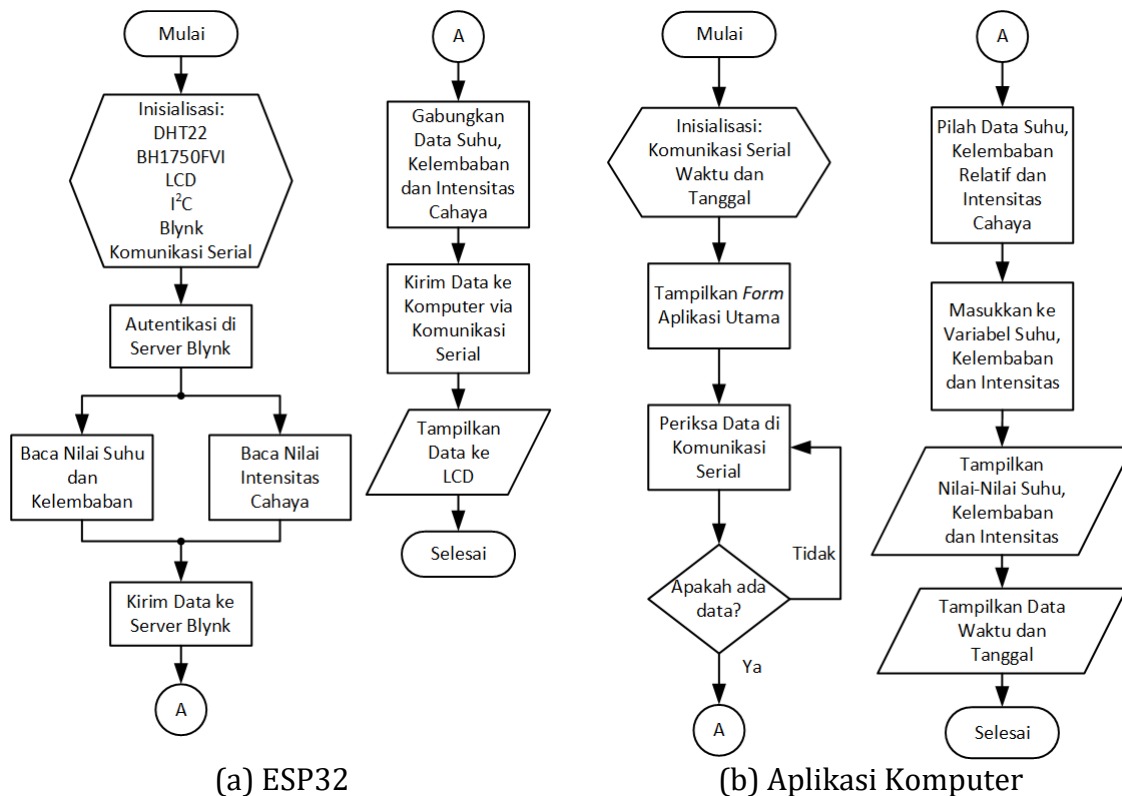 Mulai
Inisialisasi:
DHT22
BH1750FVI
LCD
I²C
Blynk
Komunikasi Serial
Autentikasi di
Server Blynk
Baca Nilai Suhu
dan
Kelembaban
Baca Nilai
Intensitas
Cahaya
Kirim Data ke
Server Blynk
A
A
Gabungkan
Data Suhu,
Kelembaban
dan Intensitas
Cahaya
Kirim Data ke
Komputer via
Komunikasi
Serial
Tampilkan
Data ke
LCD
Selesai
(a) ESP32
Mulai
Inisialisasi:
Komunikasi Serial
Waktu dan
Tanggal
Tampilkan Form
Aplikasi Utama
Periksa Data di
Komunikasi
Serial
Apakah ada
data?
Tidak
Ya
A
A
Pilah Data Suhu,
Kelembaban
Relatif dan
Intensitas
Cahaya
Masukkan ke
Variabel Suhu,
Kelembaban
dan Intensitas
Tampilkan
Nilai-Nilai Suhu,
Kelembaban
dan Intensitas
Tampilkan Data
Waktu dan
Tanggal
Selesai
(b) Aplikasi Komputer